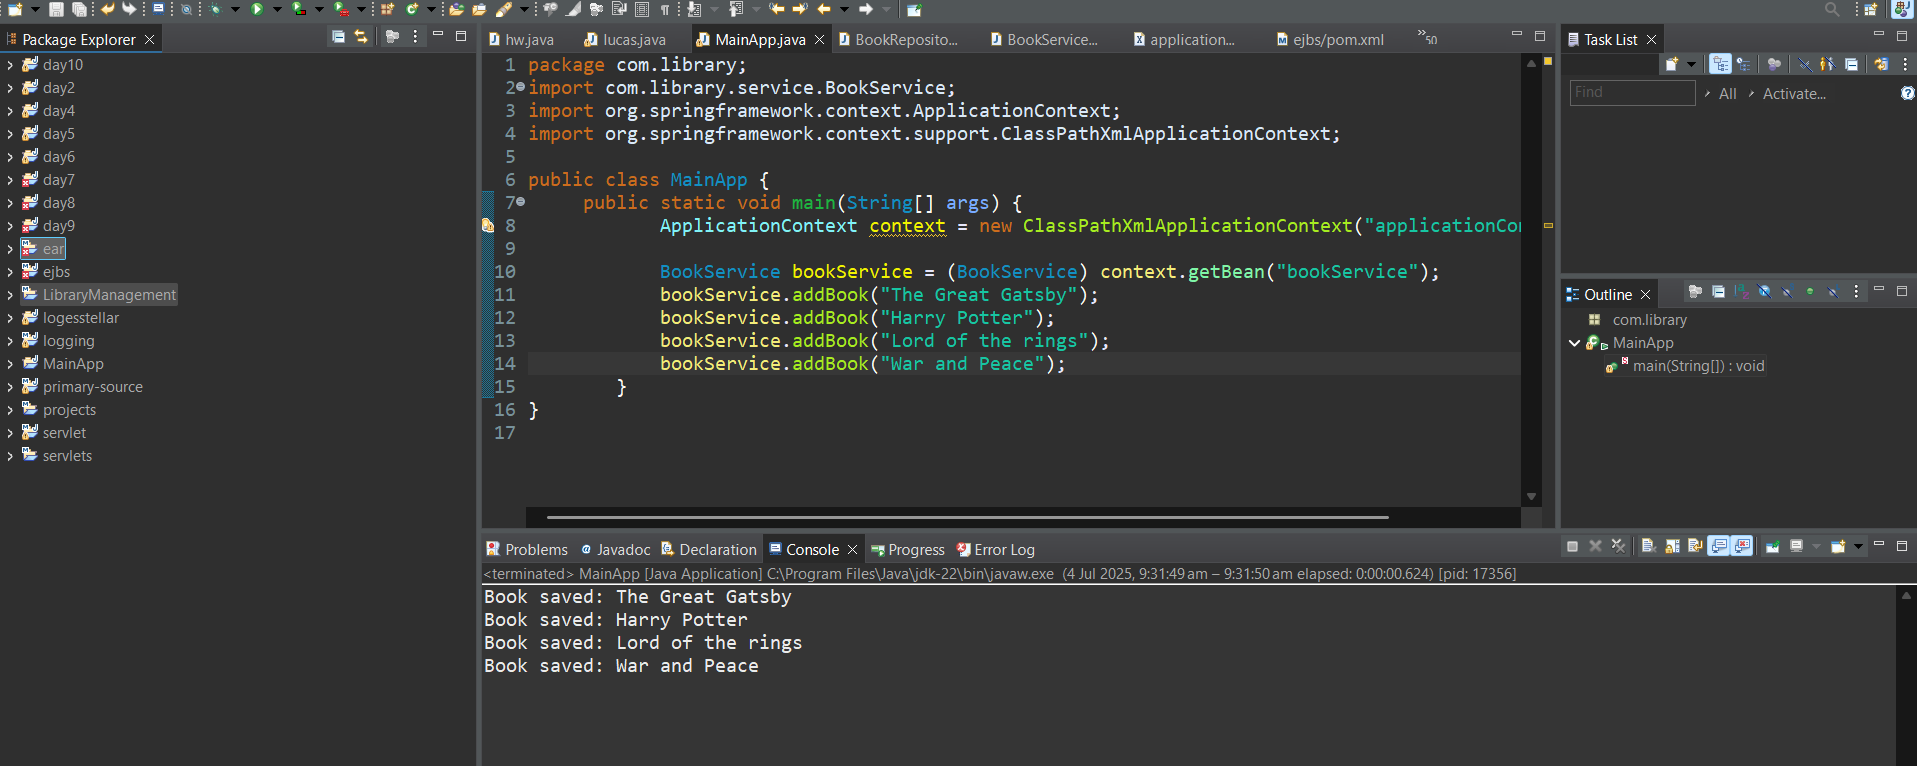 Package Explorer
day10
day2
day4
day5
day6
day7
day8
day9
ear
ejbs
LibraryManagement
logesstellar
logging
MainApp
primary-source
projects
servlet
servlets
hw.java
lucas.java
MainApp.java
BookReposito...
BookService...
application...
ejbs/pom.xml
50
1 package com.library;
2 import com.library.service.BookService;
3 import org.springframework.context.ApplicationContext;
4 import org.springframework.context.support.ClassPathXmlApplicationContext;
5
6 public class MainApp {
7 public static void main(String[] args) {
8 ApplicationContext context = new ClassPathXmlApplicationContext("applicationCo
9
10 BookService bookService = (BookService) context.getBean("bookService");
11 bookService.addBook("The Great Gatsby");
12 bookService.addBook("Harry Potter");
13 bookService.addBook("Lord of the rings");
14 bookService.addBook("War and Peace");
15 }
16 }
17
Task List
Find
All
Activate...
Outline
com.library
MainApp
main(String[]) : void
Problems
Javadoc
Declaration
Console
Progress
Error Log
<terminated> MainApp [Java Application] C:\Program Files\Java\jdk-22\bin\javaw.exe (4 Jul 2025, 9:31:49 am – 9:31:50 am elapsed: 0:00:00.624) [pid: 17356]
Book saved: The Great Gatsby
Book saved: Harry Potter
Book saved: Lord of the rings
Book saved: War and Peace